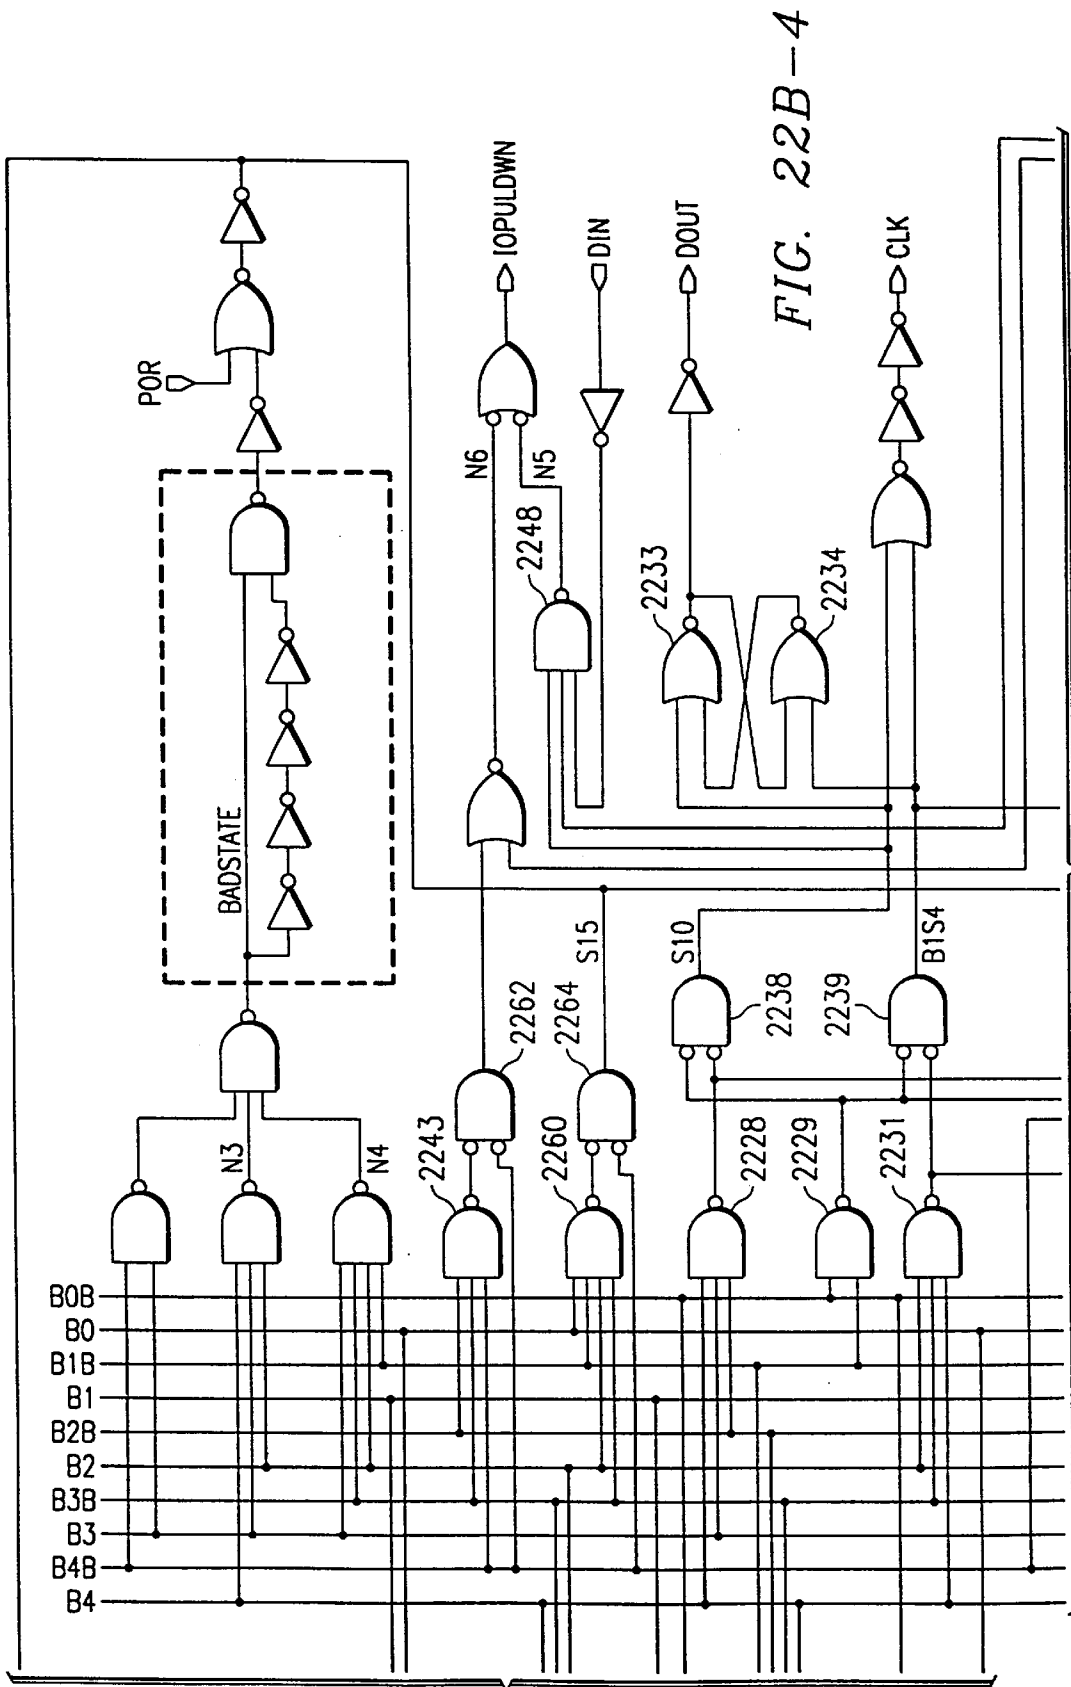 POR
BADSTATE
N3
N4
B0B
B0
B1B
B1
B2B
B2
B3B
B3
B4B
B4
IOPULDWN
N6
N5
DIN
2248
2243
2262
2260
2264
S15
DOUT
2233
2234
S10
2238
2239
B1S4
CLK
2228
2229
2231
FIG. 22B-4